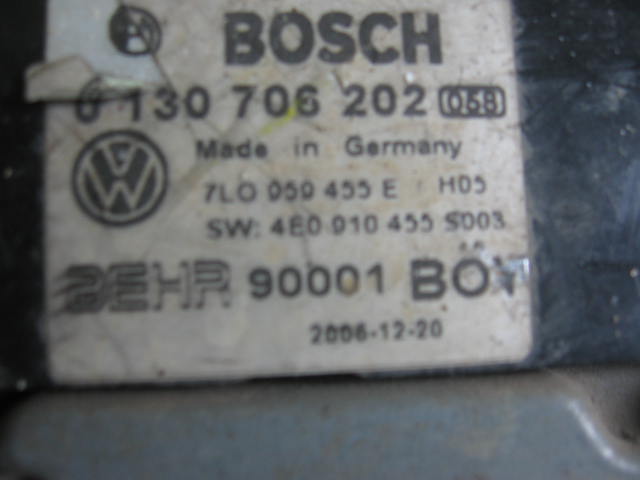 BOSCH
0 130 706 202 058
Made in Germany
7L0 959 455 E H05
SW: 4E0 910 455 S003
BEHR 90001
2006-12-20